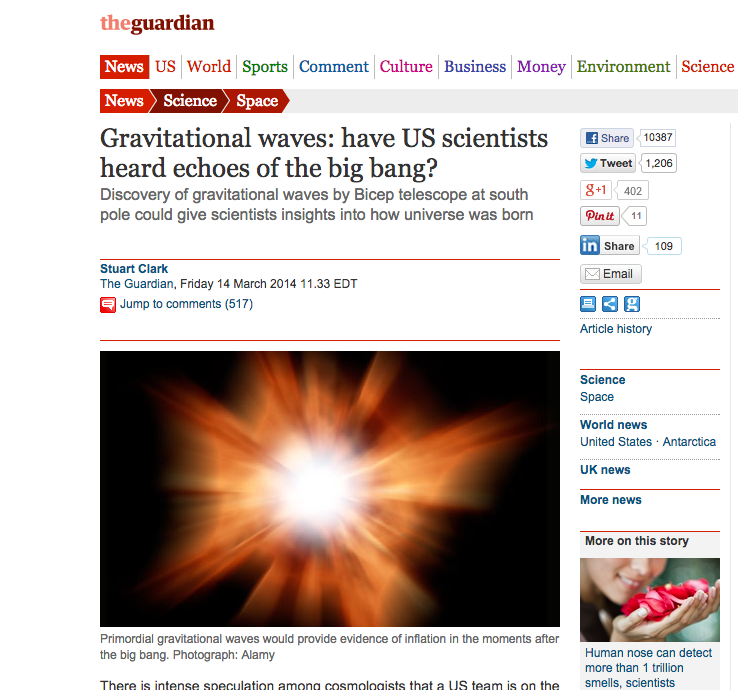 theguardian
News US World Sports Comment Culture Business Money Environment Science
News Science Space
Gravitational waves: have US scientists
heard echoes of the big bang?
Discovery of gravitational waves by Bicep telescope at south
pole could give scientists insights into how universe was born
Stuart Clark
The Guardian, Friday 14 March 2014 11.33 EDT
Jump to comments (517)
Primordial gravitational waves would provide evidence of inflation in the moments after
the big bang. Photograph: Alamy
There is intense speculation among cosmologists that a US team is on the
f Share 10387
Tweet 1,206
g+1 402
Pin it 11
in Share 109
Email
g
Article history
Science
Space
World news
United States · Antarctica
UK news
More news
More on this story
Human nose can detect
more than 1 trillion
smells, scientists